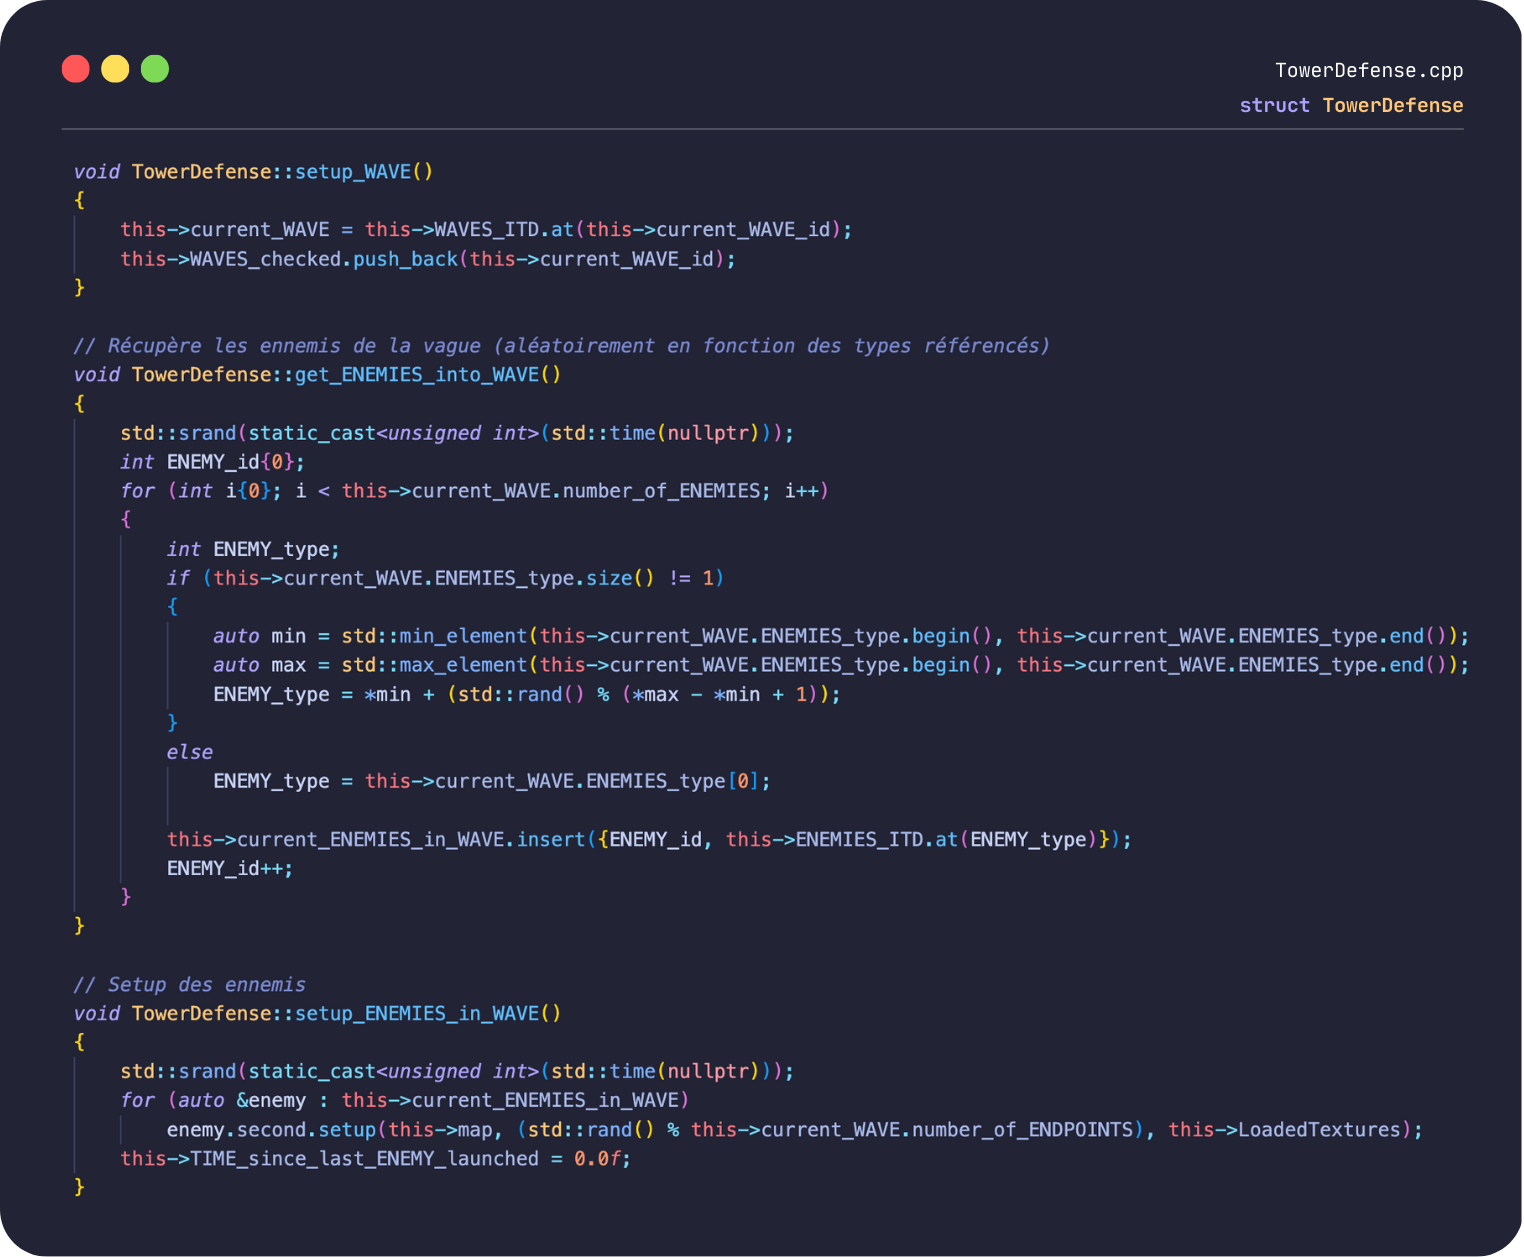 TowerDefense.cpp
struct TowerDefense
void TowerDefense::setup_WAVE()
{
    this->current_WAVE = this->WAVES_ITD.at(this->current_WAVE_id);
    this->WAVES_checked.push_back(this->current_WAVE_id);
}

// Récupère les ennemis de la vague (aléatoirement en fonction des types référencés)
void TowerDefense::get_ENEMIES_into_WAVE()
{
    std::srand(static_cast<unsigned int>(std::time(nullptr)));
    int ENEMY_id{0};
    for (int i{0}; i < this->current_WAVE.number_of_ENEMIES; i++)
    {
        int ENEMY_type;
        if (this->current_WAVE.ENEMIES_type.size() != 1)
        {
            auto min = std::min_element(this->current_WAVE.ENEMIES_type.begin(), this->current_WAVE.ENEMIES_type.end());
            auto max = std::max_element(this->current_WAVE.ENEMIES_type.begin(), this->current_WAVE.ENEMIES_type.end());
            ENEMY_type = *min + (std::rand() % (*max - *min + 1));
        }
        else
            ENEMY_type = this->current_WAVE.ENEMIES_type[0];

        this->current_ENEMIES_in_WAVE.insert({ENEMY_id, this->ENEMIES_ITD.at(ENEMY_type)});
        ENEMY_id++;
    }
}

// Setup des ennemis
void TowerDefense::setup_ENEMIES_in_WAVE()
{
    std::srand(static_cast<unsigned int>(std::time(nullptr)));
    for (auto &enemy : this->current_ENEMIES_in_WAVE)
        enemy.second.setup(this->map, (std::rand() % this->current_WAVE.number_of_ENDPOINTS), this->LoadedTextures);
    this->TIME_since_last_ENEMY_launched = 0.0f;
}